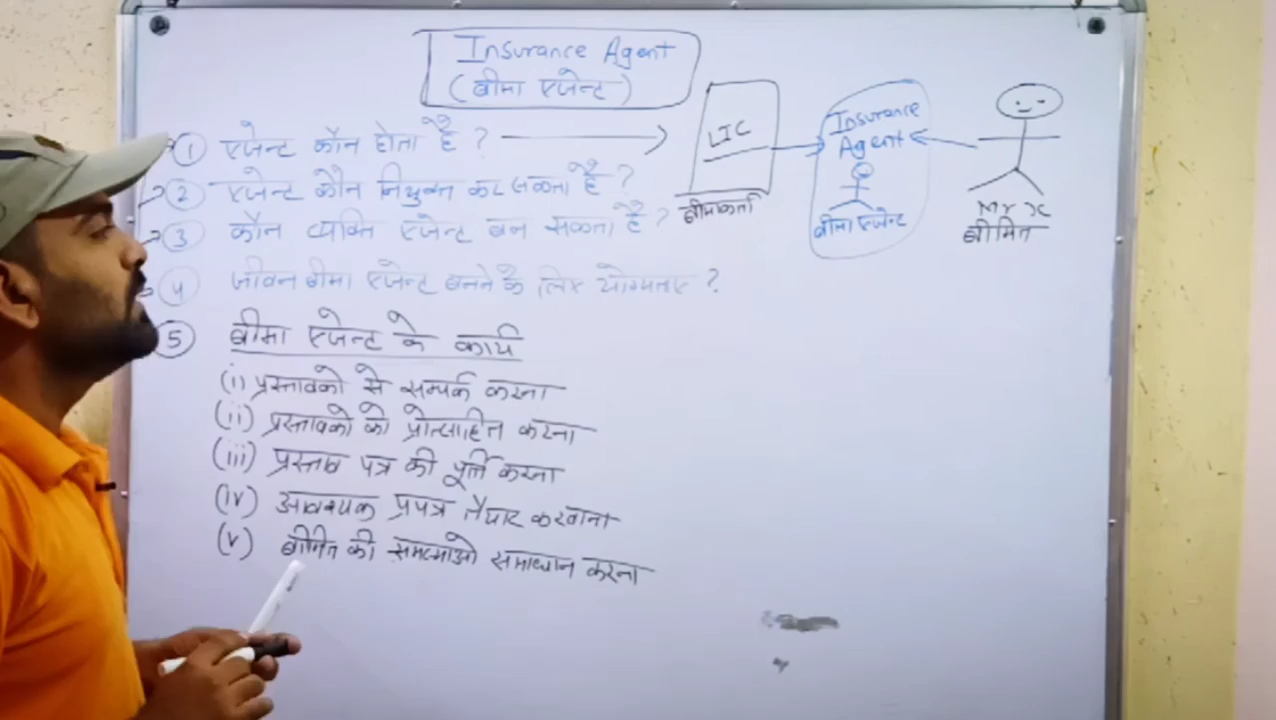 Insurance Agent
(बीमा एजेन्ट)
① एजेन्ट कौन होता है ?
② एजेन्ट कौन नियुक्त कर सकता है ?
③ कौन व्यक्ति एजेन्ट बन सकता है ?
④ जीवन बीमा एजेन्ट बनने के लिए योग्यताए ?
⑤ बीमा एजेन्ट के कार्य
(i) प्रस्तावको से सम्पर्क करना
(ii) प्रस्तावको को प्रोत्साहित करना
(iii) प्रस्ताव पत्र की पूर्ति करना
(iv) आवश्यक प्रपत्र तैयार करवाना
(v) बीमित की समस्याओ समाधान करना
LIC
बीमाकर्ता
Insurance
Agent
बीमा एजेन्ट
Mr X
बीमित